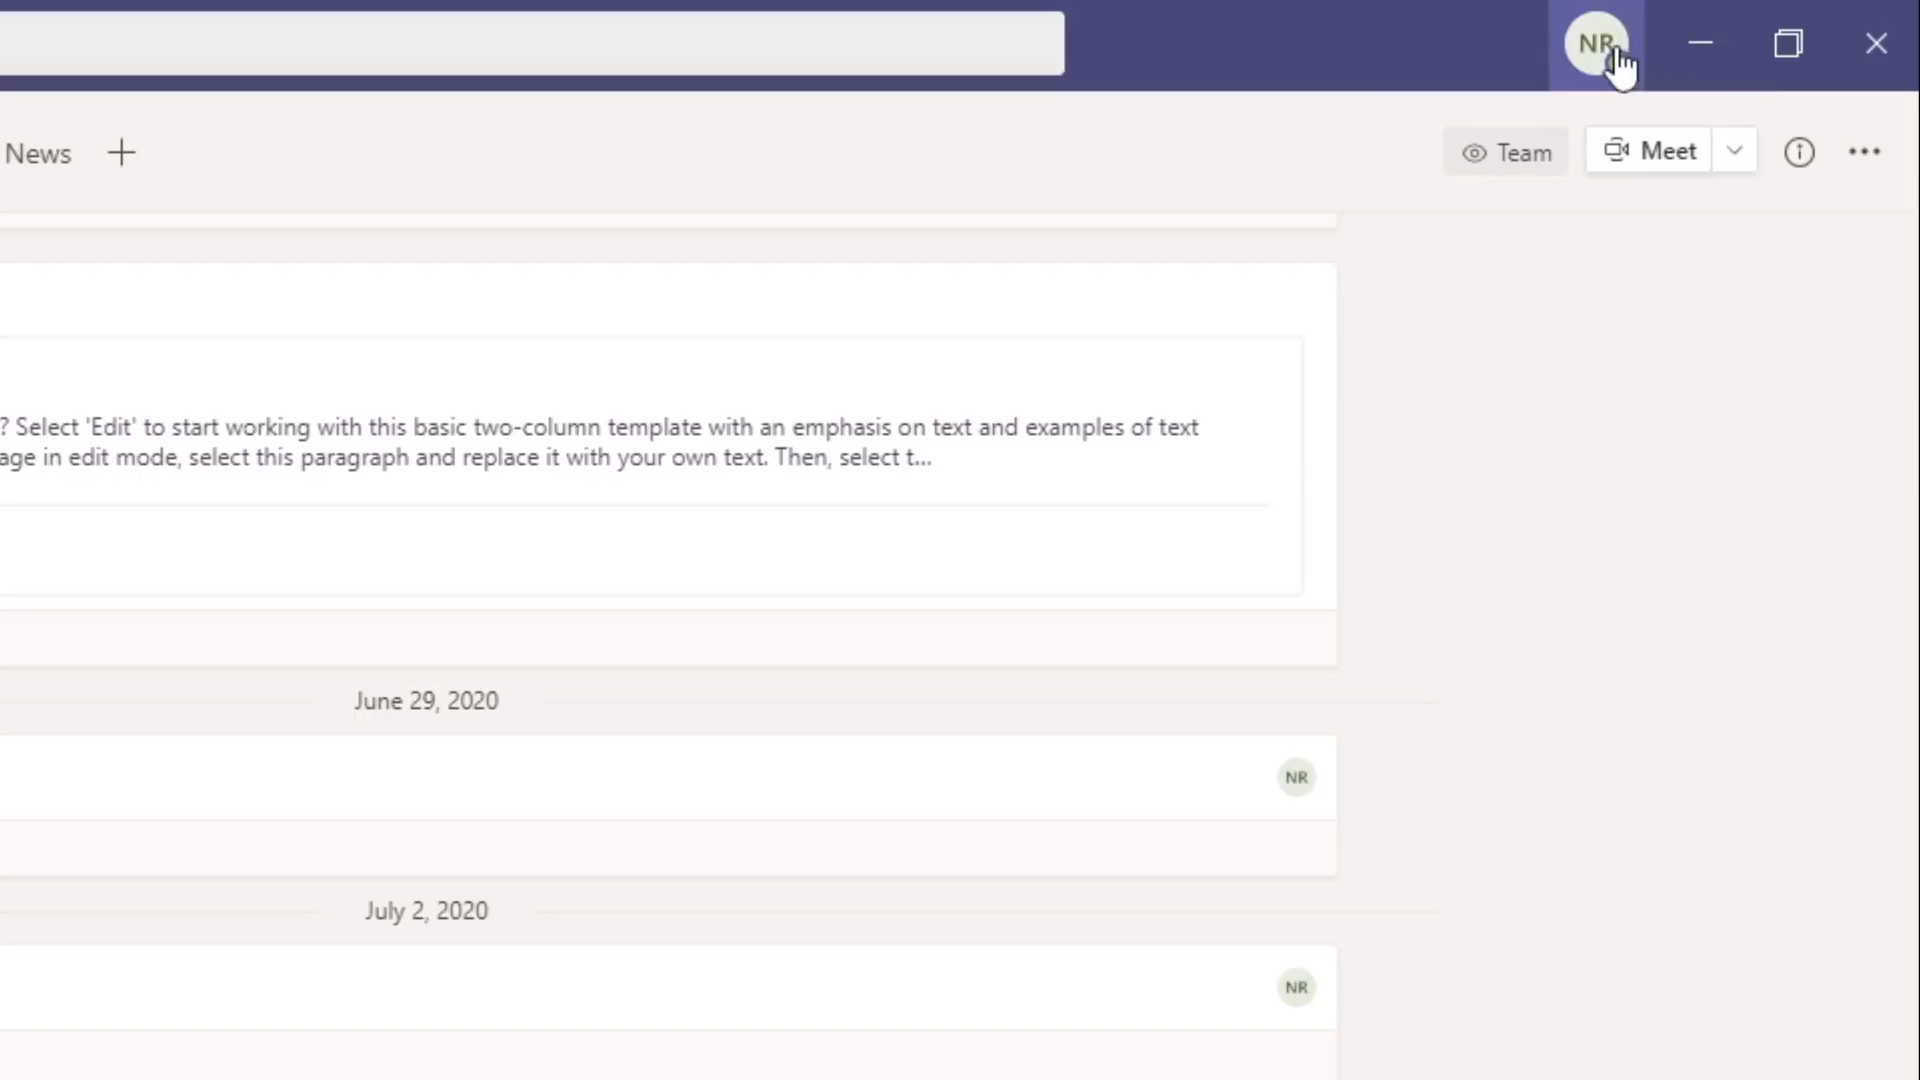 NR
News
Team
Meet
? Select 'Edit' to start working with this basic two-column template with an emphasis on text and examples of text
age in edit mode, select this paragraph and replace it with your own text. Then, select t...
June 29, 2020
NR
July 2, 2020
NR